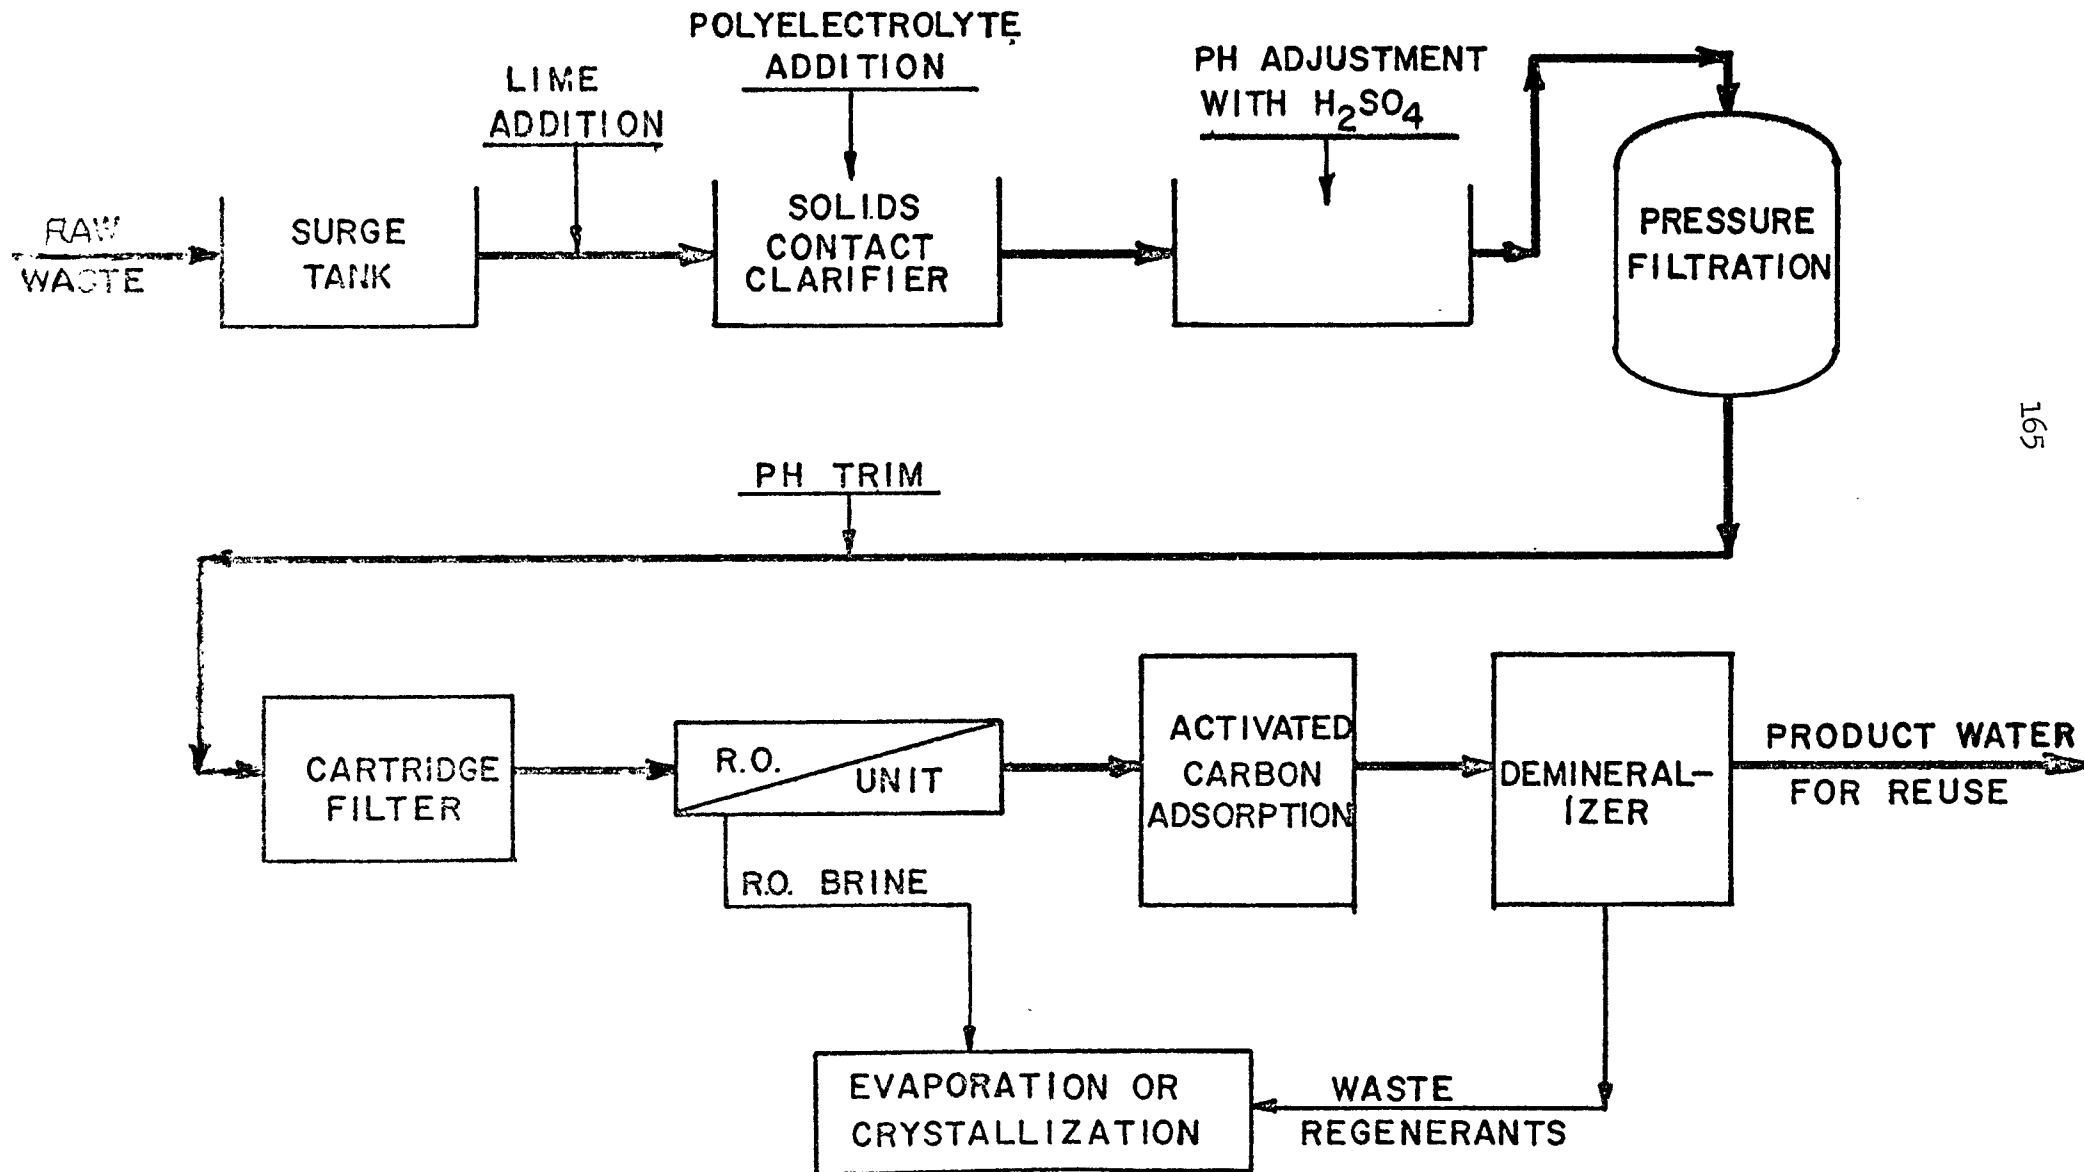 POLYELECTROLYTE
ADDITION
LIME
ADDITION
PH ADJUSTMENT
WITH H₂SO₄
RAW
WASTE
SURGE
TANK
SOLIDS
CONTACT
CLARIFIER
PRESSURE
FILTRATION
165
PH TRIM
CARTRIDGE
FILTER
R.O.
UNIT
ACTIVATED
CARBON
ADSORPTION
DEMINERAL-
IZER
PRODUCT WATER
FOR REUSE
R.O. BRINE
EVAPORATION OR
CRYSTALLIZATION
WASTE
REGENERANTS